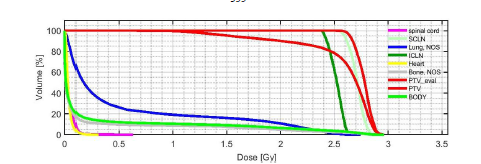 100
80
60
40
20
0
Volume [%]
0 0.5 1 1.5 2 2.5 3 3.5
Dose [Gy]
spinal cord
SCLN
Lung, NOS
ICLN
Heart
Bone, NOS
PTV_eval
PTV
BODY